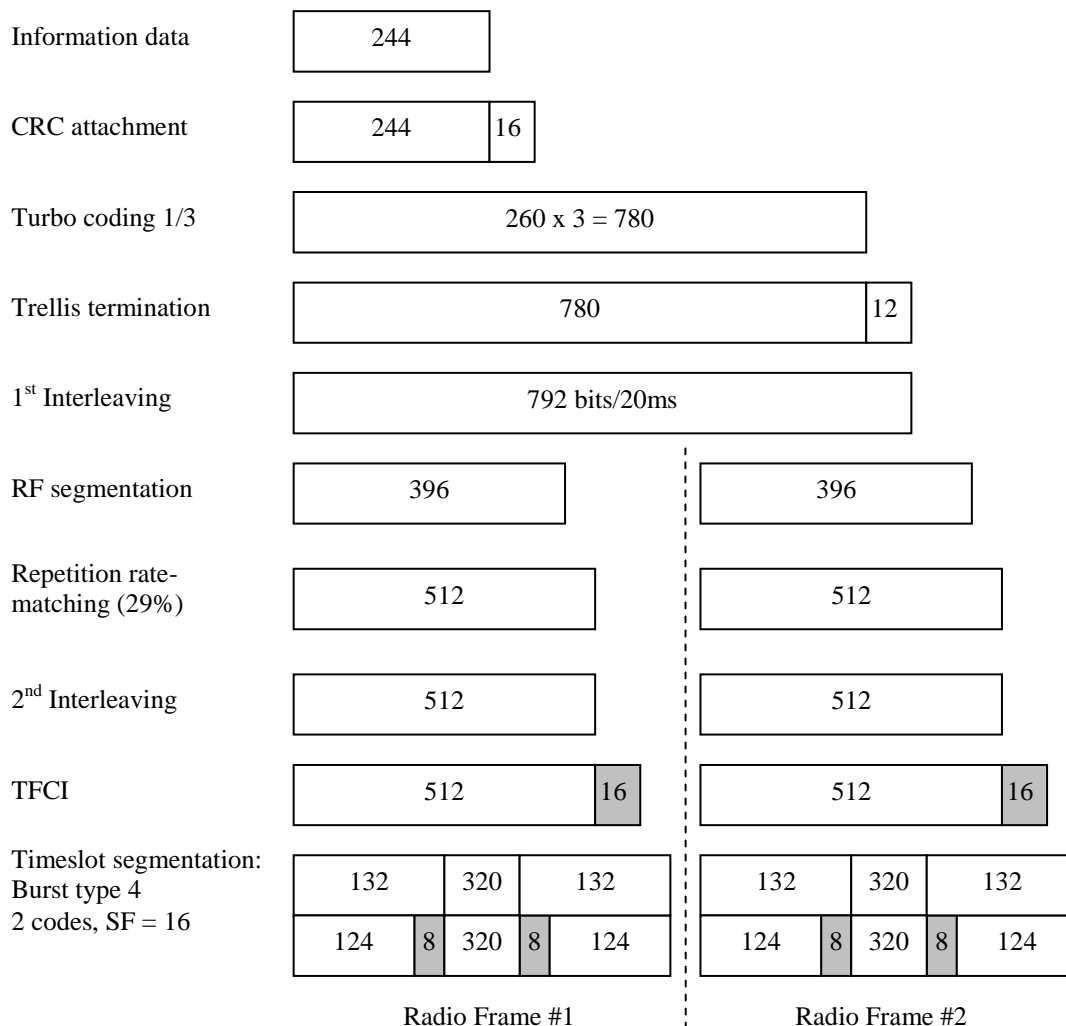 Information data
244
CRC attachment
244 16
Turbo coding 1/3
260 x 3 = 780
Trellis termination
780 12
1st Interleaving
792 bits/20ms
RF segmentation
396 396
Repetition rate-
matching (29%)
512 512
2nd Interleaving
512 512
TFCI
512 16 512 16
Timeslot segmentation:
Burst type 4
2 codes, SF = 16
132 320 132 132 320 132
124 8 320 8 124 124 8 320 8 124
Radio Frame #1 Radio Frame #2